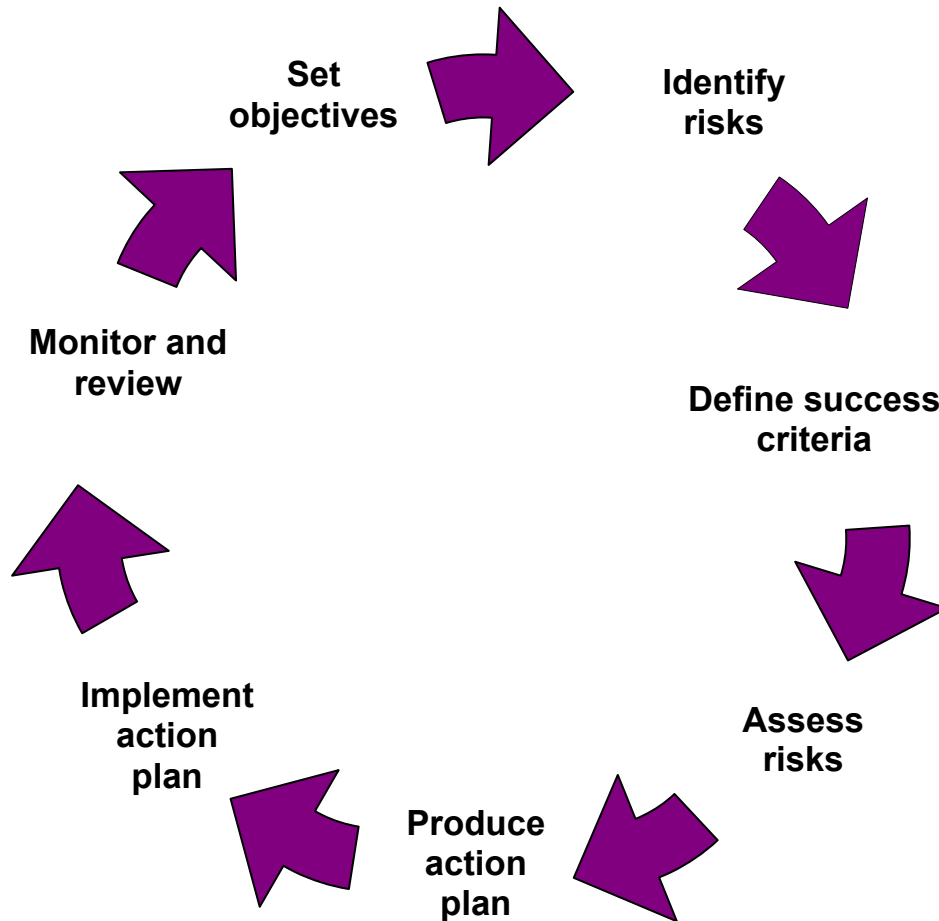 Set
objectives
Identify
risks
Define success
criteria
Assess
risks
Produce
action
plan
Implement
action
plan
Monitor and
review